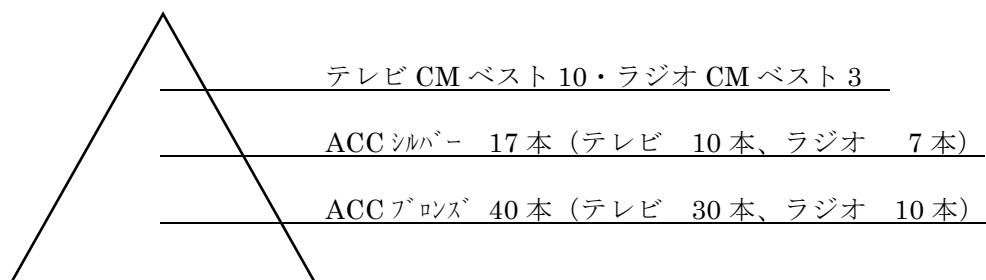 テレビ CM ベスト 10・ラジオ CM ベスト 3
ACC ｼﾙﾊﾞｰ 17 本（テレビ 10 本、ラジオ 7 本）
ACC ﾌﾞﾛﾝｽﾞ 40 本（テレビ 30 本、ラジオ 10 本）